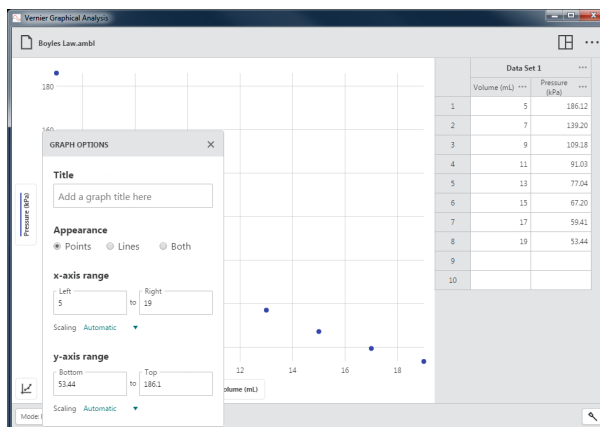 Vernier Graphical Analysis
Boyles Law.ambl
180
160
Pressure (kPa)
12 14 16 18
olume (mL)
Mode:
GRAPH OPTIONS
Title
Add a graph title here
Appearance
Points Lines Both
x-axis range
Left Right
5 to 19
Scaling Automatic
y-axis range
Bottom Top
53.44 to 186.1
Scaling Automatic
Data Set 1
Volume (mL) Pressure (kPa)
1 5 186.12
2 7 139.20
3 9 109.18
4 11 91.03
5 13 77.04
6 15 67.20
7 17 59.41
8 19 53.44
9
10